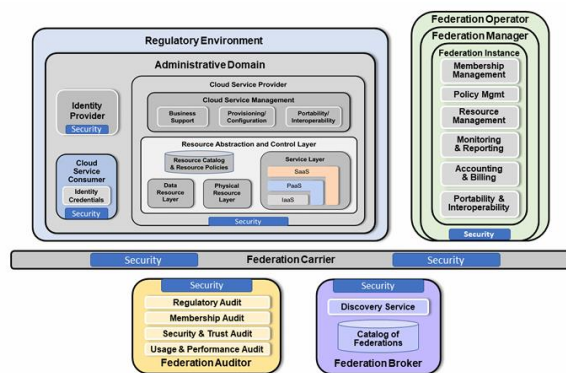 Regulatory Environment
Administrative Domain
Identity
Provider
Security
Cloud
Service
Consumer
Identity
Credentials
Security
Cloud Service Provider
Cloud Service Management
Business
Support
Provisioning/
Configuration
Portability/
Interoperability
Resource Abstraction and Control Layer
Resource Catalog
& Resource Policies
Data
Resource
Layer
Physical
Resource
Layer
Service Layer
SaaS
PaaS
IaaS
Security
Federation Operator
Federation Manager
Federation Instance
Membership
Management
Policy Mgmt
Resource
Management
Monitoring
& Reporting
Accounting
& Billing
Portability &
Interoperability
Security
Security
Federation Carrier
Security
Security
Regulatory Audit
Membership Audit
Security & Trust Audit
Usage & Performance Audit
Federation Auditor
Security
Discovery Service
Catalog of
Federations
Federation Broker